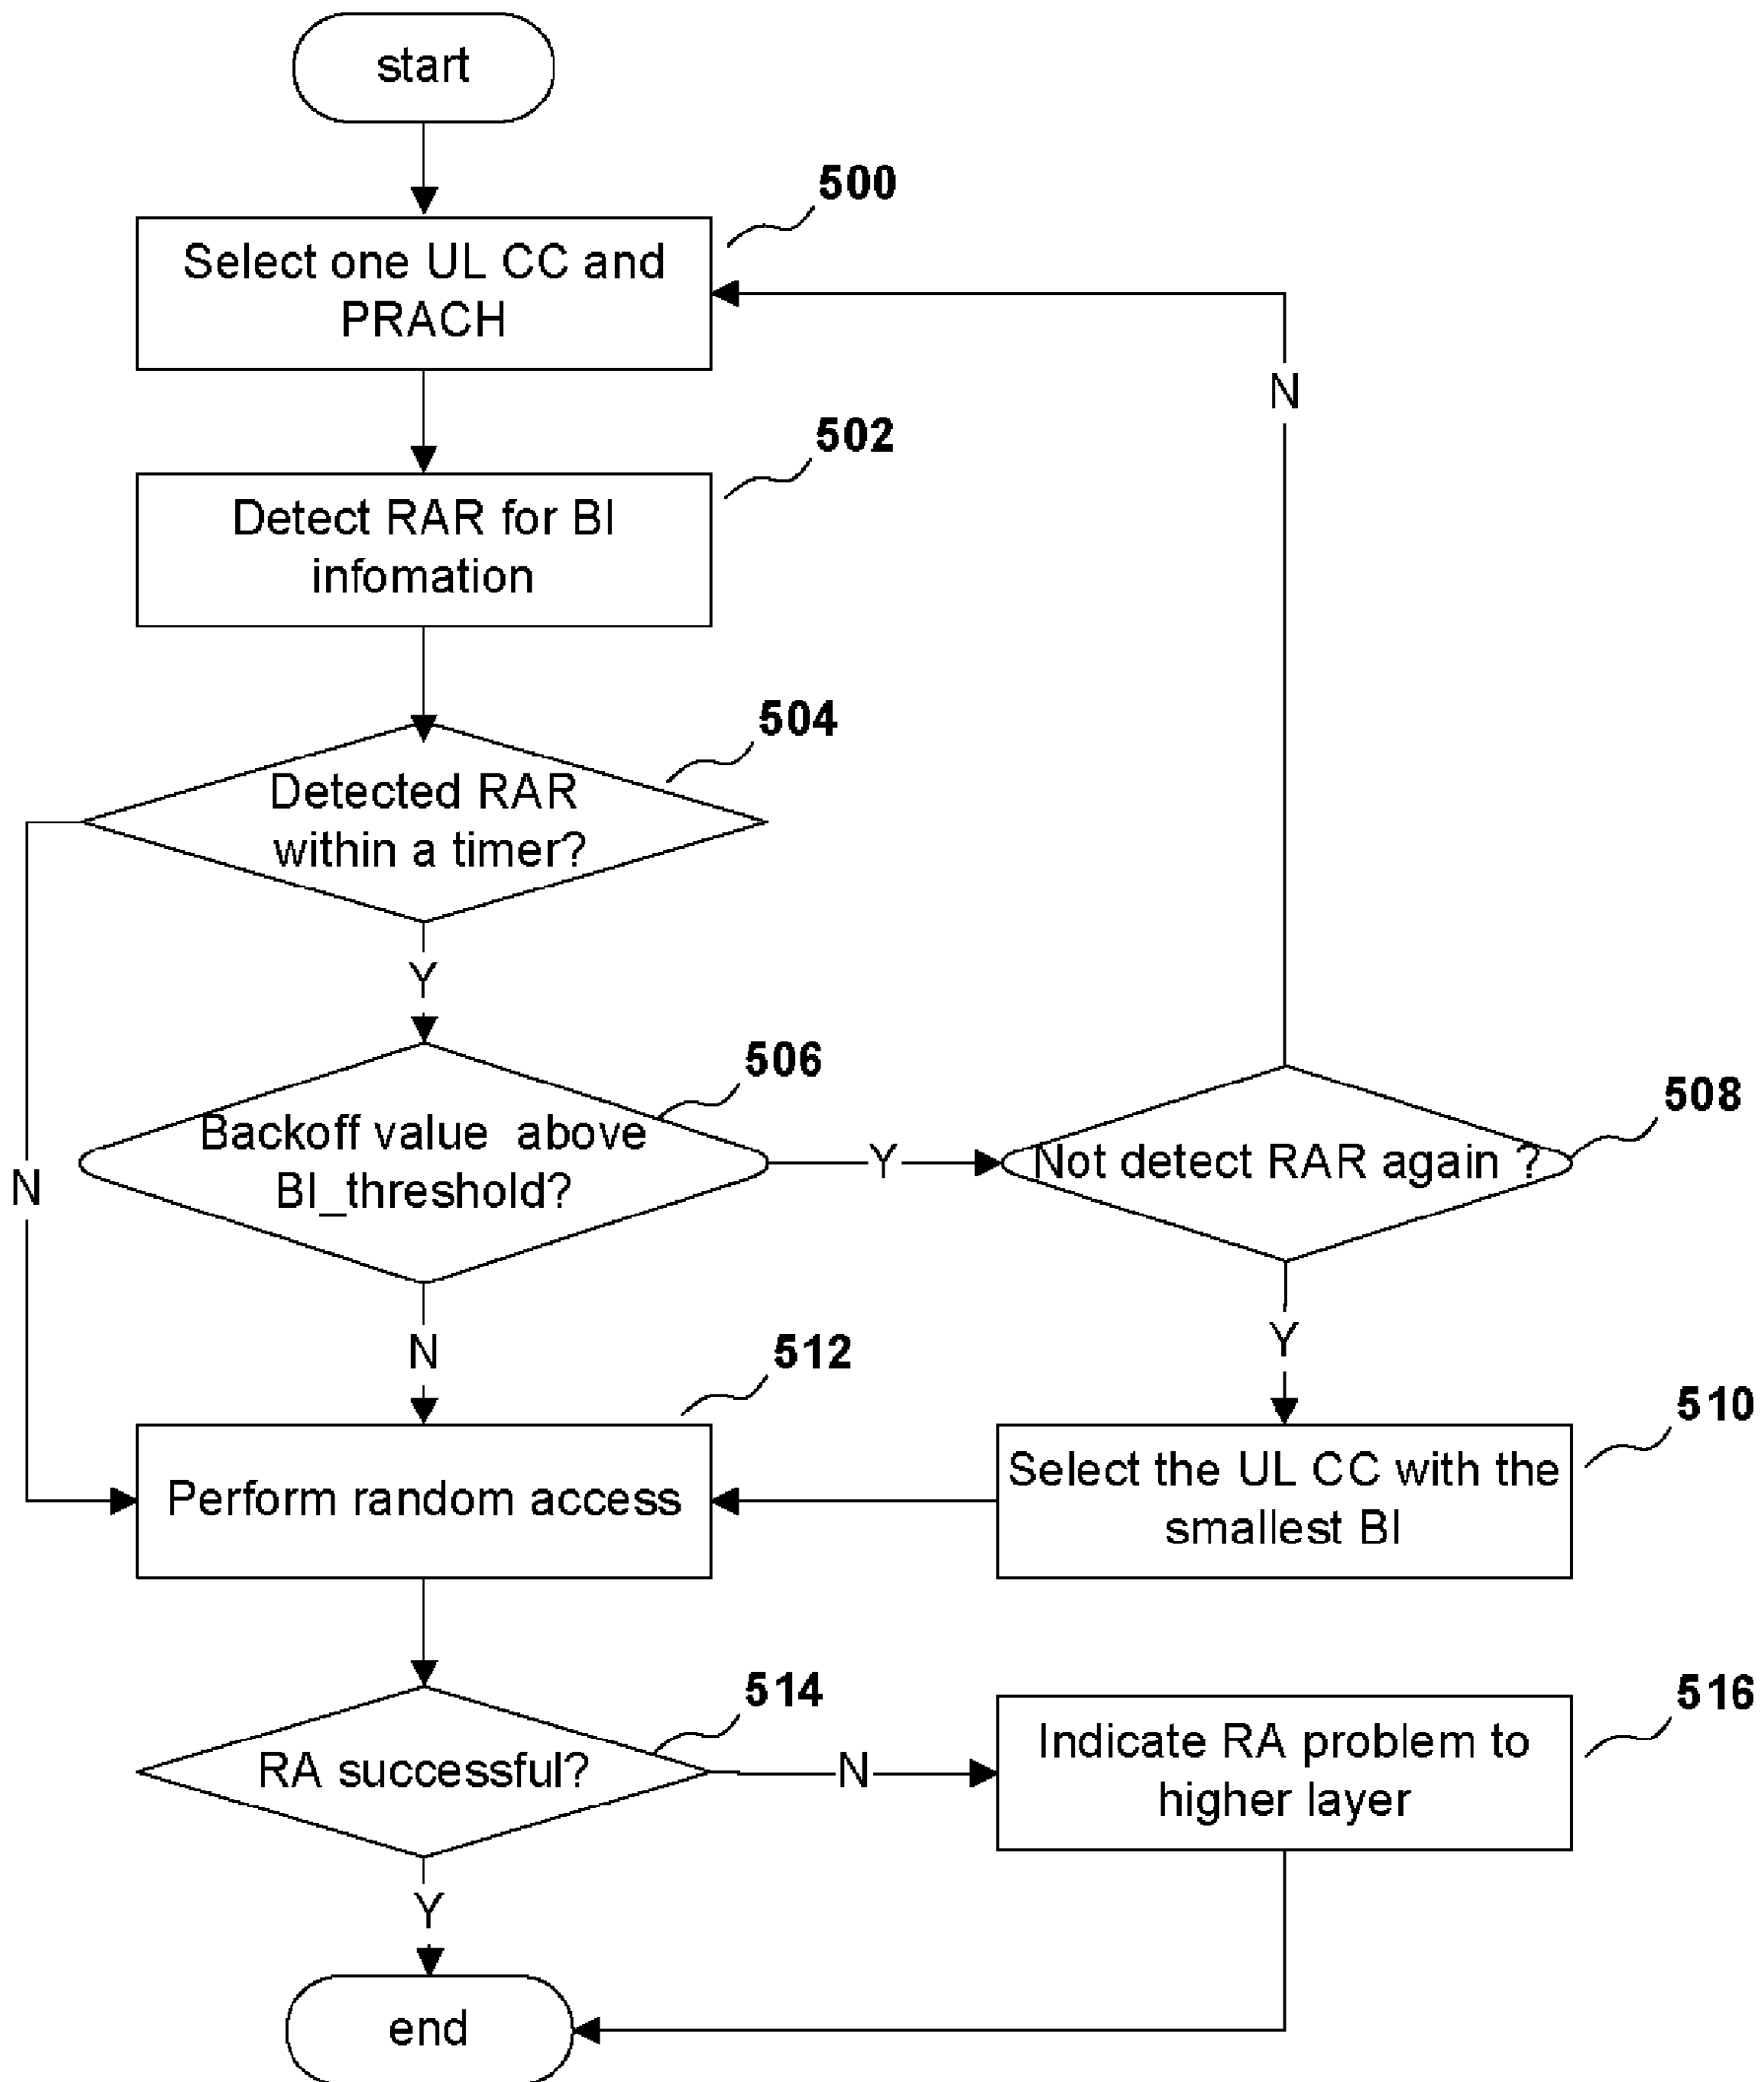 start
500
Select one UL CC and
PRACH
N
502
Detect RAR for BI
infomation
504
Detected RAR
within a timer?
Y
506
Backoff value above
BI_threshold?
Y
508
Not detect RAR again ?
N
N
Y
512
Perform random access
510
Select the UL CC with the
smallest BI
514
RA successful?
N
516
Indicate RA problem to
higher layer
Y
end